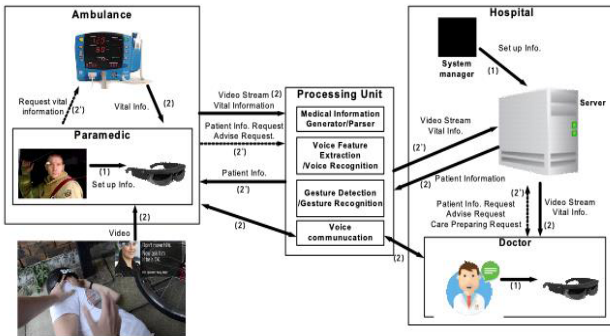 Ambulance
Request vital
information
(2')
Vital Info.
(2)
Paramedic
(1)
Set up Info.
(2)
Video
Video Stream (2)
Vital Information
Patient Info. Request
Advise Request.
(2')
Patient Info.
(2')
(2)
Processing Unit
Medical Information
Generator/Parser
Voice Feature
Extraction
/Voice Recognition
Gesture Detection
/Gesture Recognition
Voice
commucation
(2)
Hospital
System
manager
Set up Info.
(1)
Server
Video Stream
Vital Info.
(2')
(2)
Patient Information
(2')
Patient Info. Request
Advise Request
Care Preparing Request
Video Stream
Vital Info.
(2)
Doctor
(1)